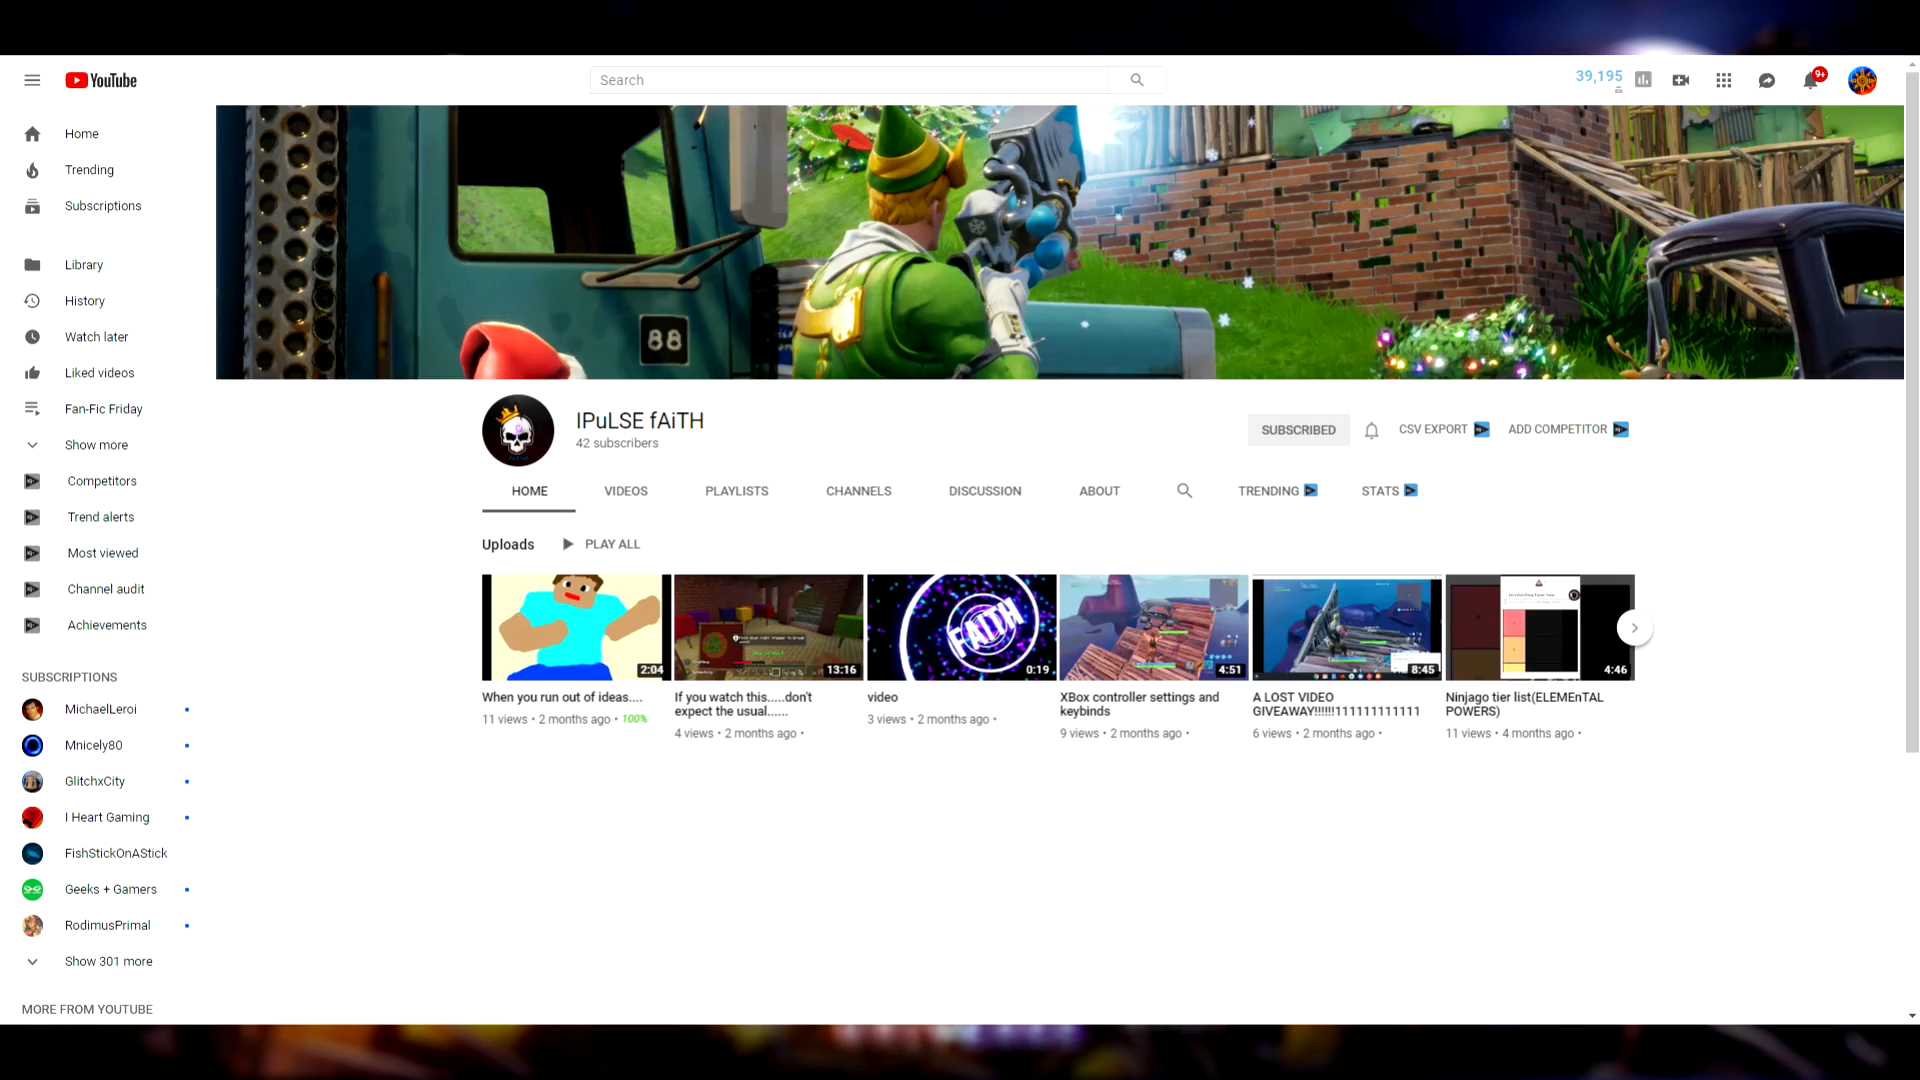 YouTube
Search
39,195
9+
Home
Trending
Subscriptions
Library
History
Watch later
Liked videos
Fan-Fic Friday
Show more
Competitors
Trend alerts
Most viewed
Channel audit
Achievements
SUBSCRIPTIONS
MichaelLeroi
Mnicely80
GlitchxCity
I Heart Gaming
FishStickOnAStick
Geeks + Gamers
RodimusPrimal
Show 301 more
MORE FROM YOUTUBE
88
IPuLSE fAiTH
42 subscribers
SUBSCRIBED
CSV EXPORT
ADD COMPETITOR
HOME
VIDEOS
PLAYLISTS
CHANNELS
DISCUSSION
ABOUT
TRENDING
STATS
Uploads
PLAY ALL
2:04
When you run out of ideas....
11 views • 2 months ago • 100%
13:16
If you watch this.....don't
expect the usual......
4 views • 2 months ago •
FAITH
0:19
video
3 views • 2 months ago •
4:51
XBox controller settings and
keybinds
9 views • 2 months ago •
8:45
A LOST VIDEO
GIVEAWAY!!!!!!111111111111
6 views • 2 months ago •
4:46
Ninjago tier list(ELEMEnTAL
POWERS)
11 views • 4 months ago •